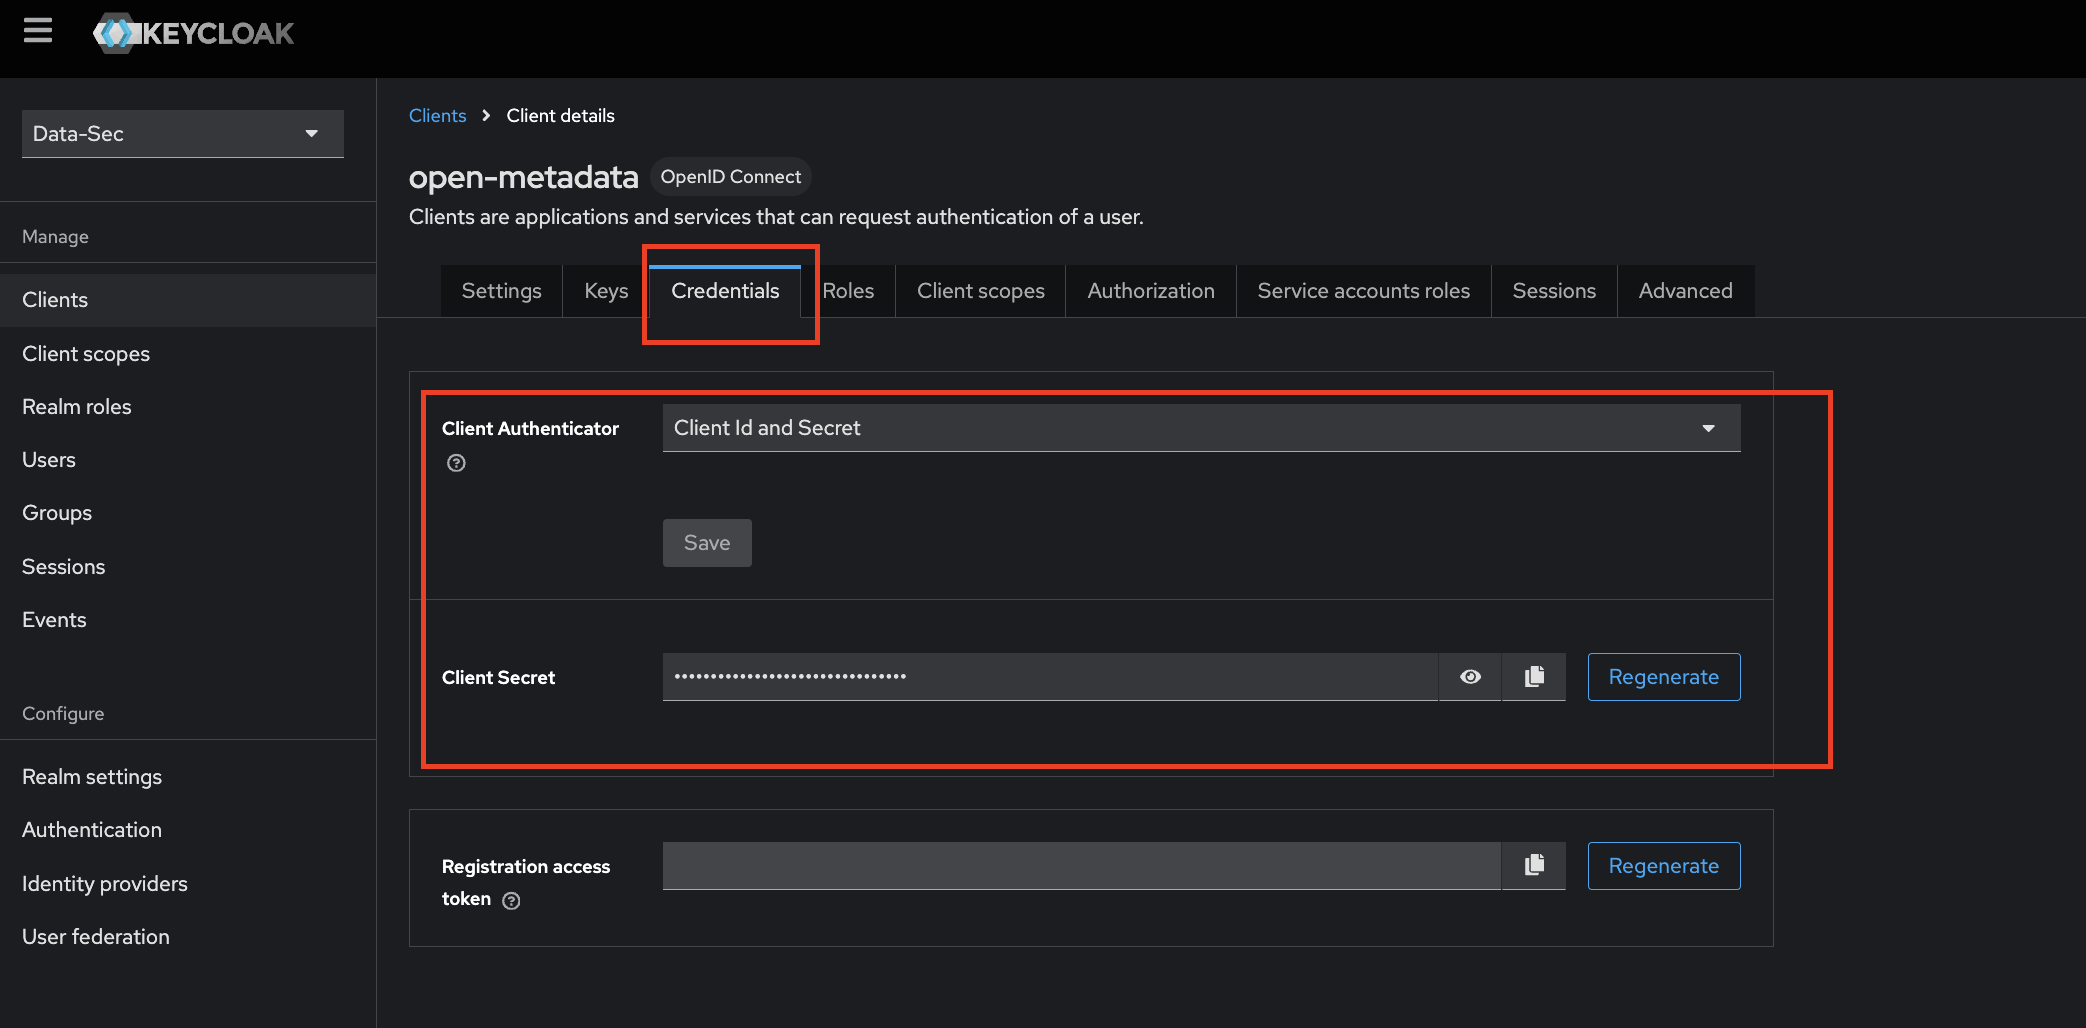 KEYCLOAK
Data-Sec
Manage
Clients
Client scopes
Realm roles
Users
Groups
Sessions
Events
Configure
Realm settings
Authentication
Identity providers
User federation
Clients > Client details
open-metadata OpenID Connect
Clients are applications and services that can request authentication of a user.
Settings Keys Credentials Roles Client scopes Authorization Service accounts roles Sessions Advanced
Client Authenticator Client Id and Secret
Save
Client Secret •••••••••••••••••••••••••••••••• Regenerate
Registration access Regenerate
token